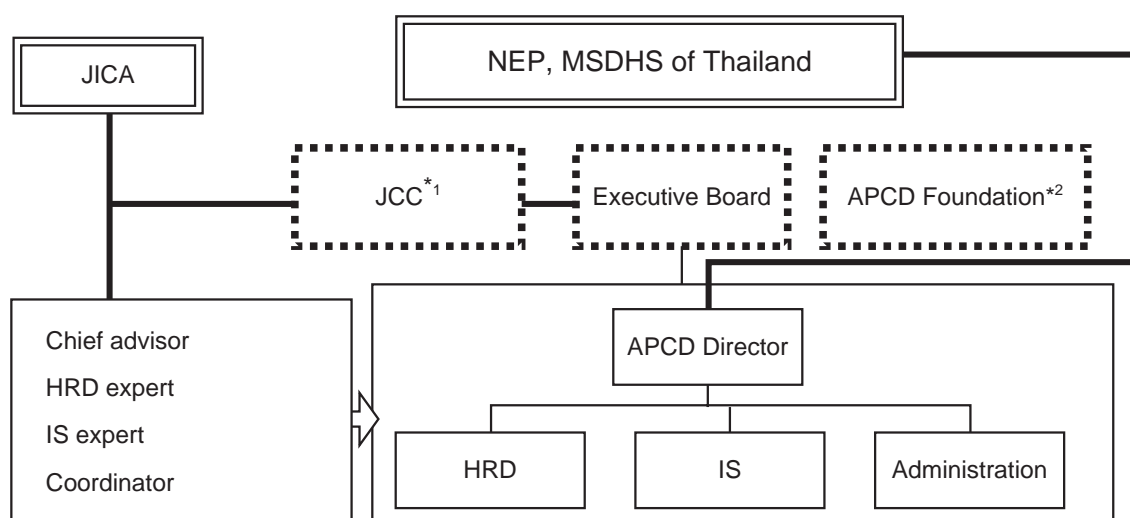 JICA
NEP, MSDHS of Thailand
JCC*1
Executive Board
APCD Foundation*2
Chief advisor
HRD expert
IS expert
Coordinator
APCD Director
HRD
IS
Administration